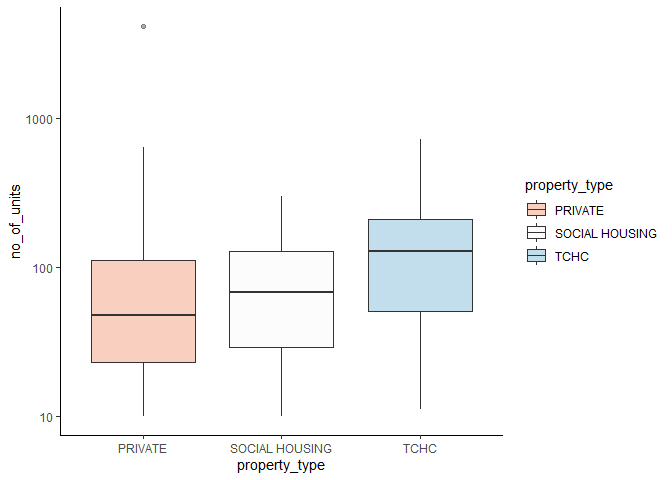 no_of_units
1000
100
10
PRIVATE
SOCIAL HOUSING
TCHC
property_type
property_type
PRIVATE
SOCIAL HOUSING
TCHC